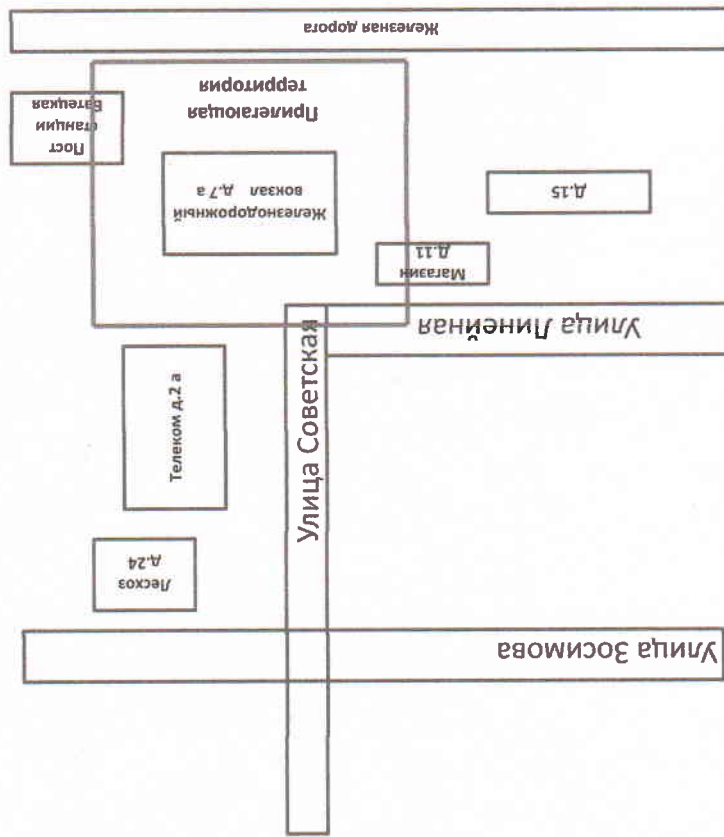 Улица Зосимова
Лесхоз
д.24
Телеком д.2 а
Улица Советская
Улица Линейная
Магазин
д.11
д.15
Железнодорожный
вокзал д.7 а
Прилегающая
территория
Пост
станции
Батецкая
Железная дорога